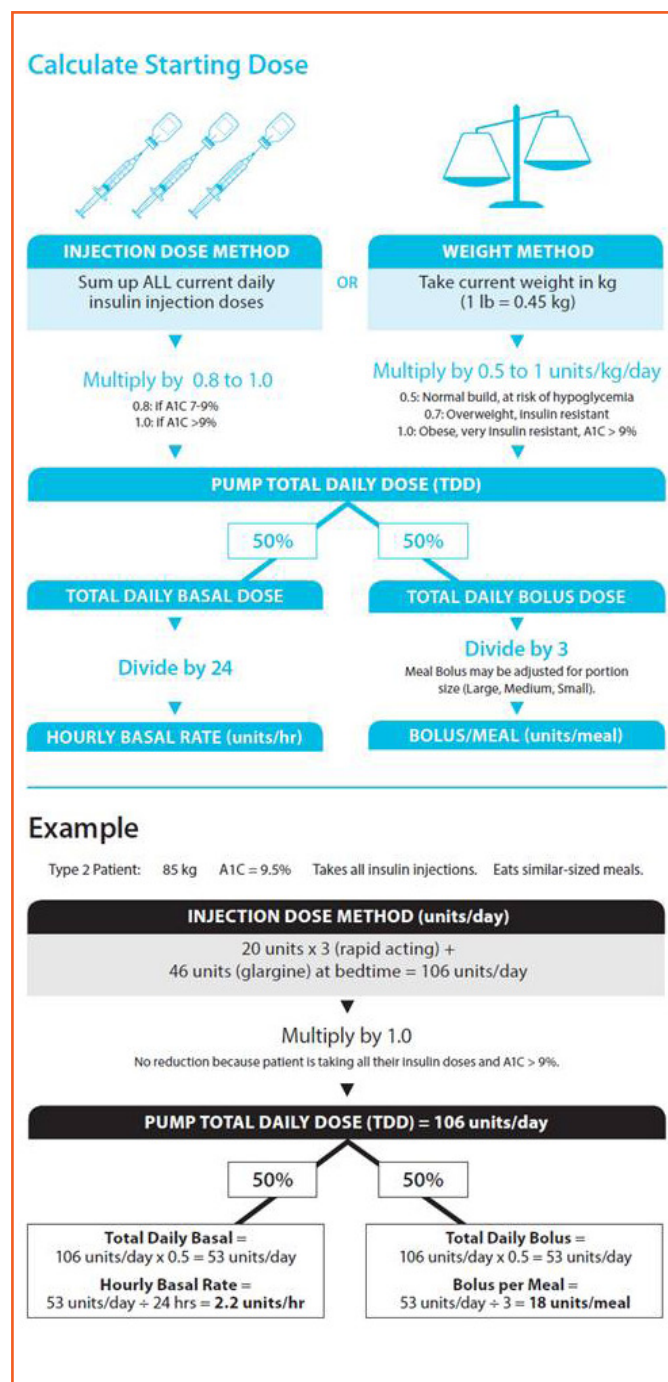 Calculate Starting Dose
INJECTION DOSE METHOD
Sum up ALL current daily
insulin injection doses
OR
WEIGHT METHOD
Take current weight in kg
(1 lb = 0.45 kg)
Multiply by 0.8 to 1.0
0.8: if A1C 7-9%
1.0: if A1C >9%
Multiply by 0.5 to 1 units/kg/day
0.5: Normal build, at risk of hypoglycemia
0.7: Overweight, insulin resistant
1.0: Obese, very insulin resistant, A1C > 9%
PUMP TOTAL DAILY DOSE (TDD)
50%
50%
TOTAL DAILY BASAL DOSE
Divide by 24
HOURLY BASAL RATE (units/hr)
TOTAL DAILY BOLUS DOSE
Divide by 3
Meal Bolus may be adjusted for portion
size (Large, Medium, Small).
BOLUS/MEAL (units/meal)
Example
Type 2 Patient: 85 kg A1C = 9.5% Takes all insulin injections. Eats similar-sized meals.
INJECTION DOSE METHOD (units/day)
20 units x 3 (rapid acting) +
46 units (glargine) at bedtime = 106 units/day
Multiply by 1.0
No reduction because patient is taking all their insulin doses and A1C > 9%.
PUMP TOTAL DAILY DOSE (TDD) = 106 units/day
50%
50%
Total Daily Basal =
106 units/day x 0.5 = 53 units/day
Hourly Basal Rate =
53 units/day ÷ 24 hrs = 2.2 units/hr
Total Daily Bolus =
106 units/day x 0.5 = 53 units/day
Bolus per Meal =
53 units/day ÷ 3 = 18 units/meal